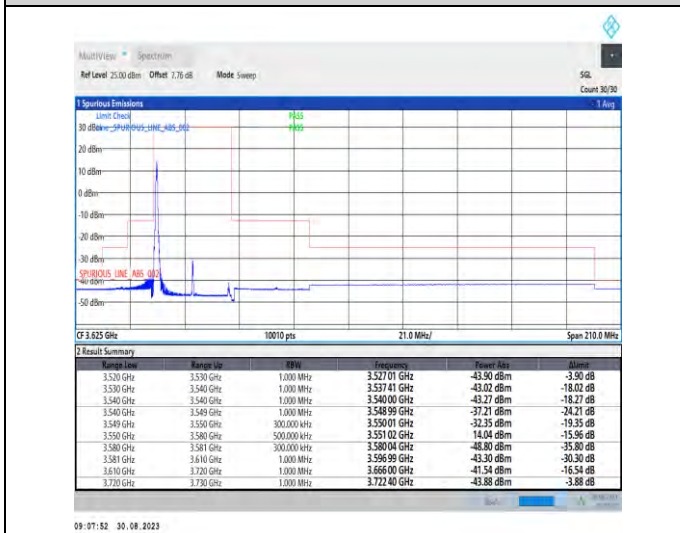 MultiView Spectrum
Ref Level 25.00 dBm Offset 7.76 dB Mode Sweep SGL
Count 30/30
1 Spurious Emissions 1 Avg
Limit Check PASS
30 dBm _SPURIOUS_LINE_ABS_002 PASS
20 dBm
10 dBm
0 dBm
-10 dBm
-20 dBm
-30 dBm
SPURIOUS_LINE_ABS_002
-40 dBm
-50 dBm
CF 3.625 GHz 10010 pts 21.0 MHz/ Span 210.0 MHz
2 Result Summary
Range Low Range Up RBW Frequency Power Abs ΔLimit
3.520 GHz 3.530 GHz 1.000 MHz 3.527 01 GHz -43.90 dBm -3.90 dB
3.530 GHz 3.540 GHz 1.000 MHz 3.537 41 GHz -43.02 dBm -18.02 dB
3.540 GHz 3.540 GHz 1.000 MHz 3.540 00 GHz -43.27 dBm -18.27 dB
3.540 GHz 3.549 GHz 1.000 MHz 3.548 99 GHz -37.21 dBm -24.21 dB
3.549 GHz 3.550 GHz 300.000 kHz 3.550 01 GHz -32.35 dBm -19.35 dB
3.550 GHz 3.580 GHz 500.000 kHz 3.551 02 GHz 14.04 dBm -15.96 dB
3.580 GHz 3.581 GHz 300.000 kHz 3.580 04 GHz -48.80 dBm -35.80 dB
3.581 GHz 3.610 GHz 1.000 MHz 3.596 99 GHz -43.30 dBm -30.30 dB
3.610 GHz 3.720 GHz 1.000 MHz 3.666 00 GHz -41.54 dBm -16.54 dB
3.720 GHz 3.730 GHz 1.000 MHz 3.722 40 GHz -43.88 dBm -3.88 dB
09:07:52 30.08.2023